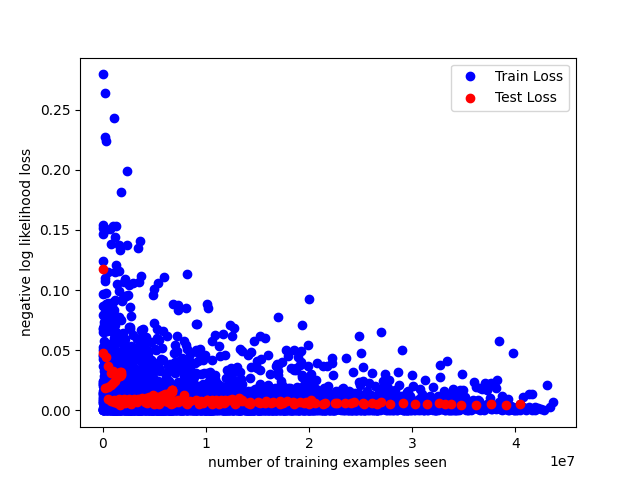 Train Loss
Test Loss
negative log likelihood loss
0.25
0.20
0.15
0.10
0.05
0.00
0 1 2 3 4
1e7
number of training examples seen